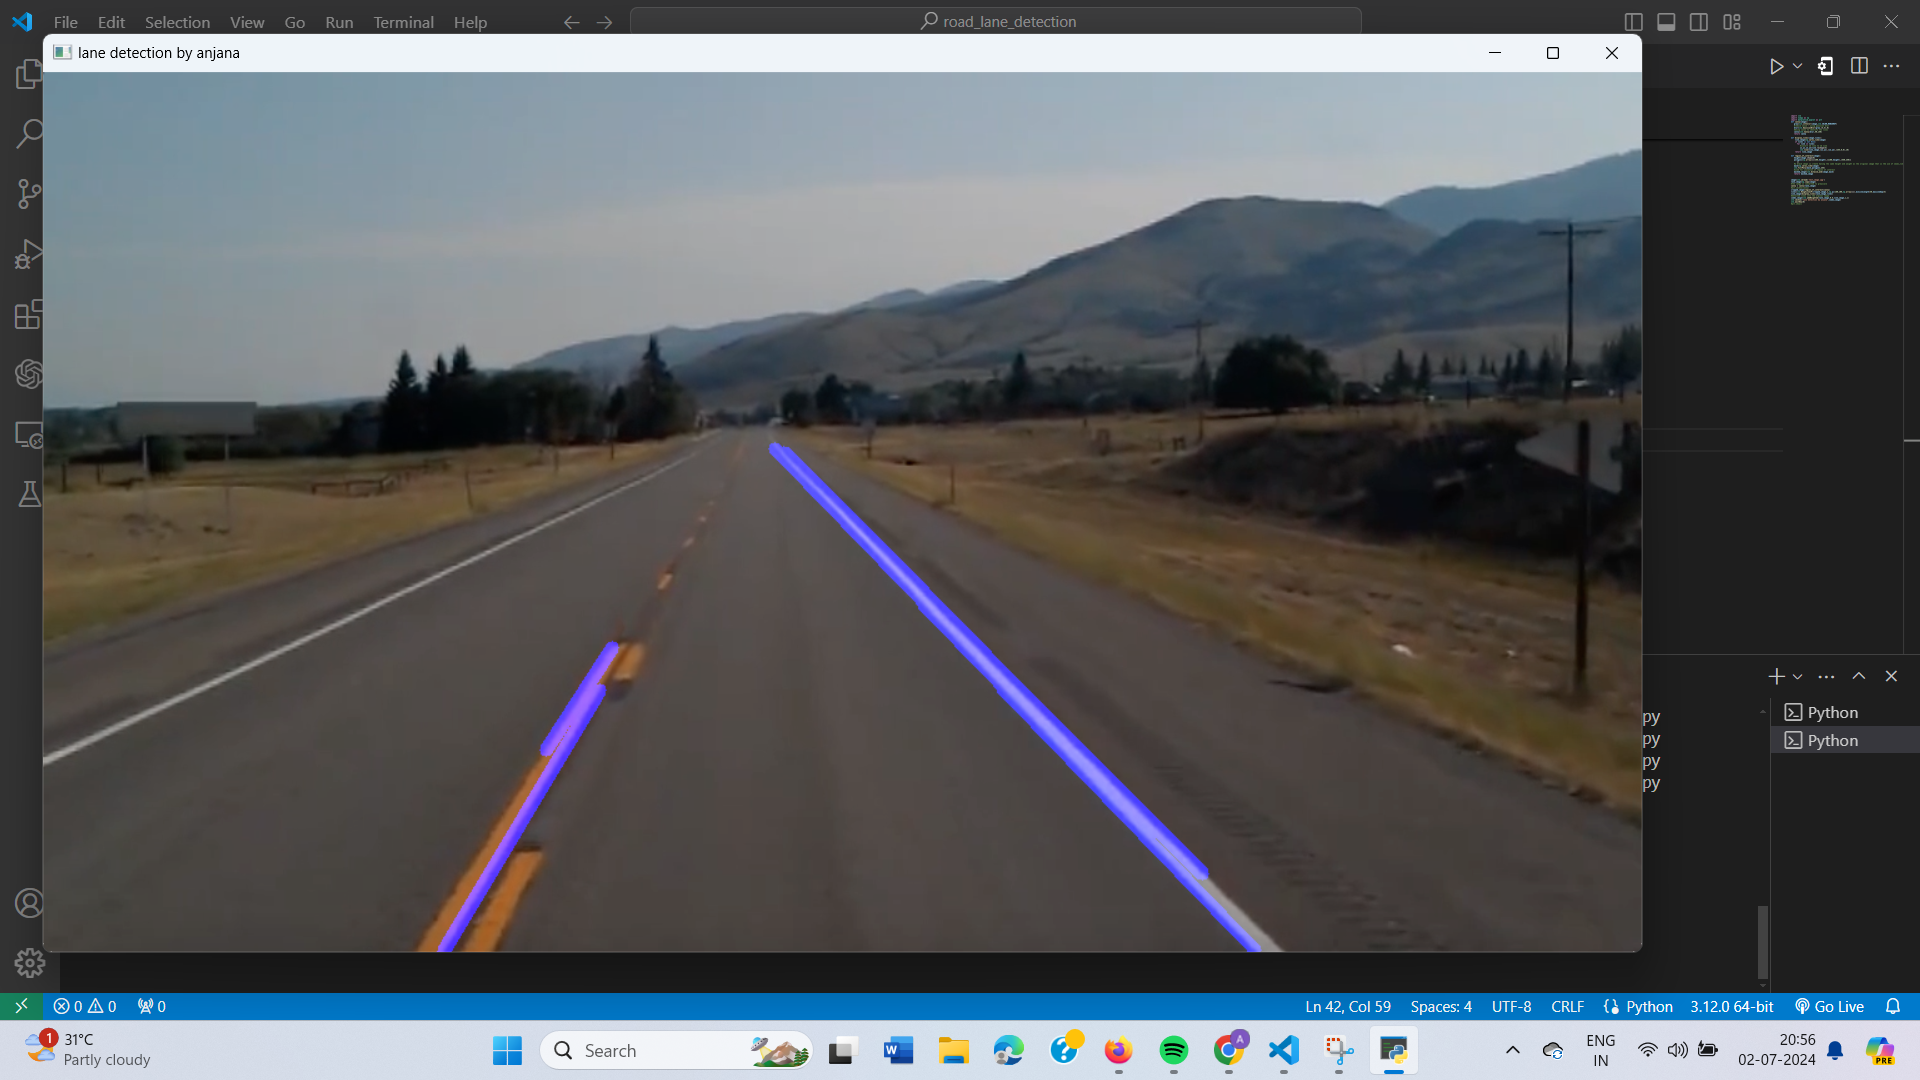 File Edit Selection View Go Run Terminal Help
road_lane_detection
lane detection by anjana
py
py
py
py
Python
Python
0 0 0
Ln 42, Col 59 Spaces: 4 UTF-8 CRLF Python 3.12.0 64-bit Go Live
1
31°C
Partly cloudy
Search
W
A
ENG
IN
20:56
02-07-2024
PRE